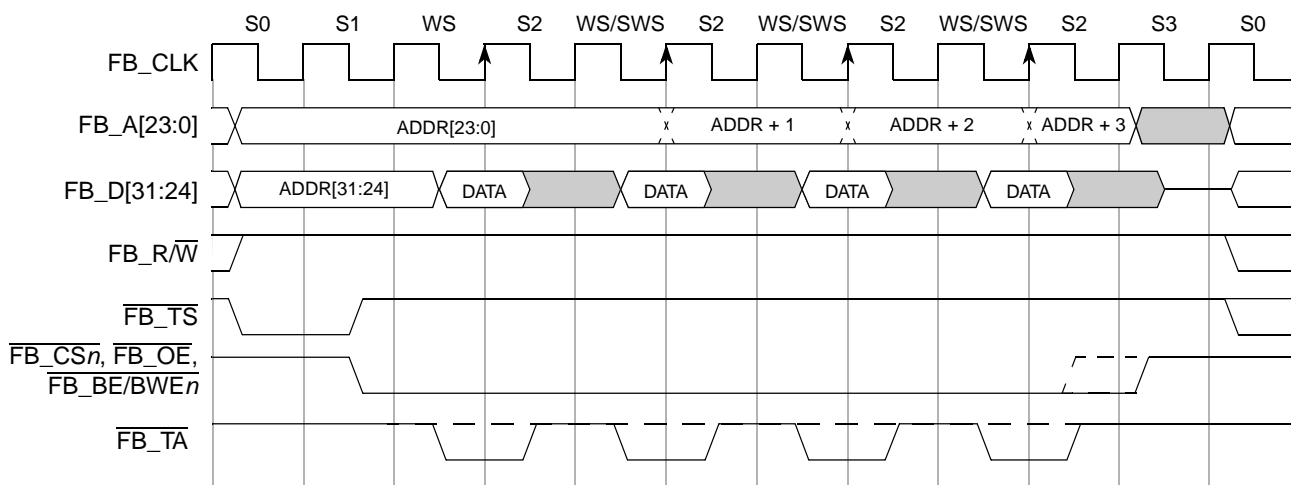 S0 S1 WS S2 WS/SWS S2 WS/SWS S2 WS/SWS S2 S3 S0
FB_CLK
FB_A[23:0] ADDR[23:0] ADDR + 1 ADDR + 2 ADDR + 3
FB_D[31:24] ADDR[31:24] DATA DATA DATA DATA
FB_R/W
FB_TS
FB_CSn, FB_OE,
FB_BE/BWEn
FB_TA